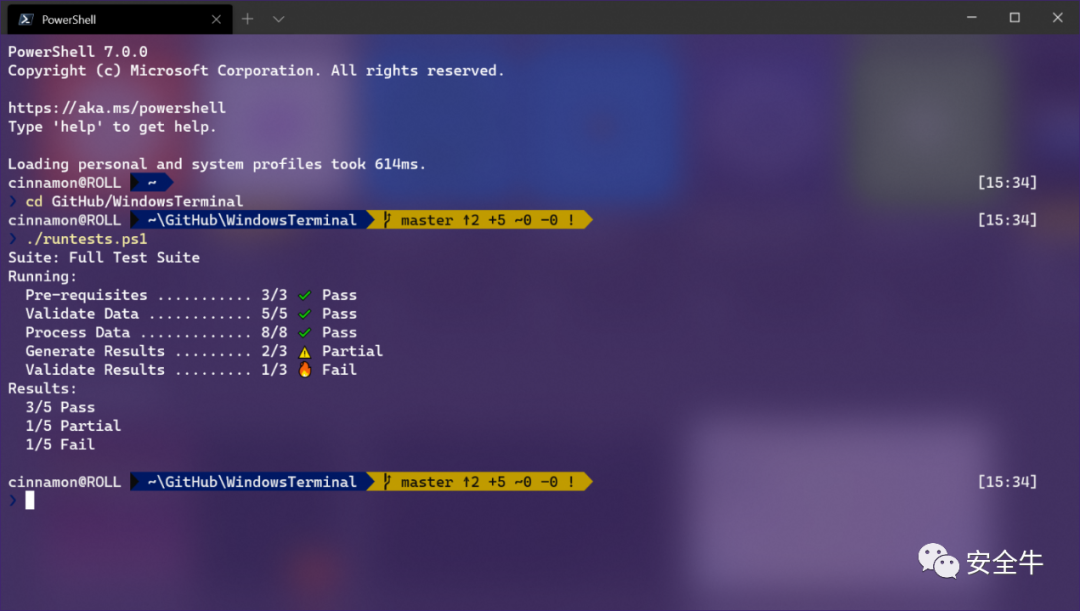 PowerShell
PowerShell 7.0.0
Copyright (c) Microsoft Corporation. All rights reserved.
https://aka.ms/powershell
Type 'help' to get help.
Loading personal and system profiles took 614ms.
cinnamon@ROLL ~ [15:34]
❯ cd GitHub/WindowsTerminal
cinnamon@ROLL ~\GitHub\WindowsTerminal master ↑2 +5 ~0 -0 ! [15:34]
❯ ./runtests.ps1
Suite: Full Test Suite
Running:
Pre-requisites ........... 3/3 ✔ Pass
Validate Data ............ 5/5 ✔ Pass
Process Data ............. 8/8 ✔ Pass
Generate Results ......... 2/3 ⚠ Partial
Validate Results ......... 1/3 🔥 Fail
Results:
3/5 Pass
1/5 Partial
1/5 Fail
cinnamon@ROLL ~\GitHub\WindowsTerminal master ↑2 +5 ~0 -0 ! [15:34]
❯
安全牛